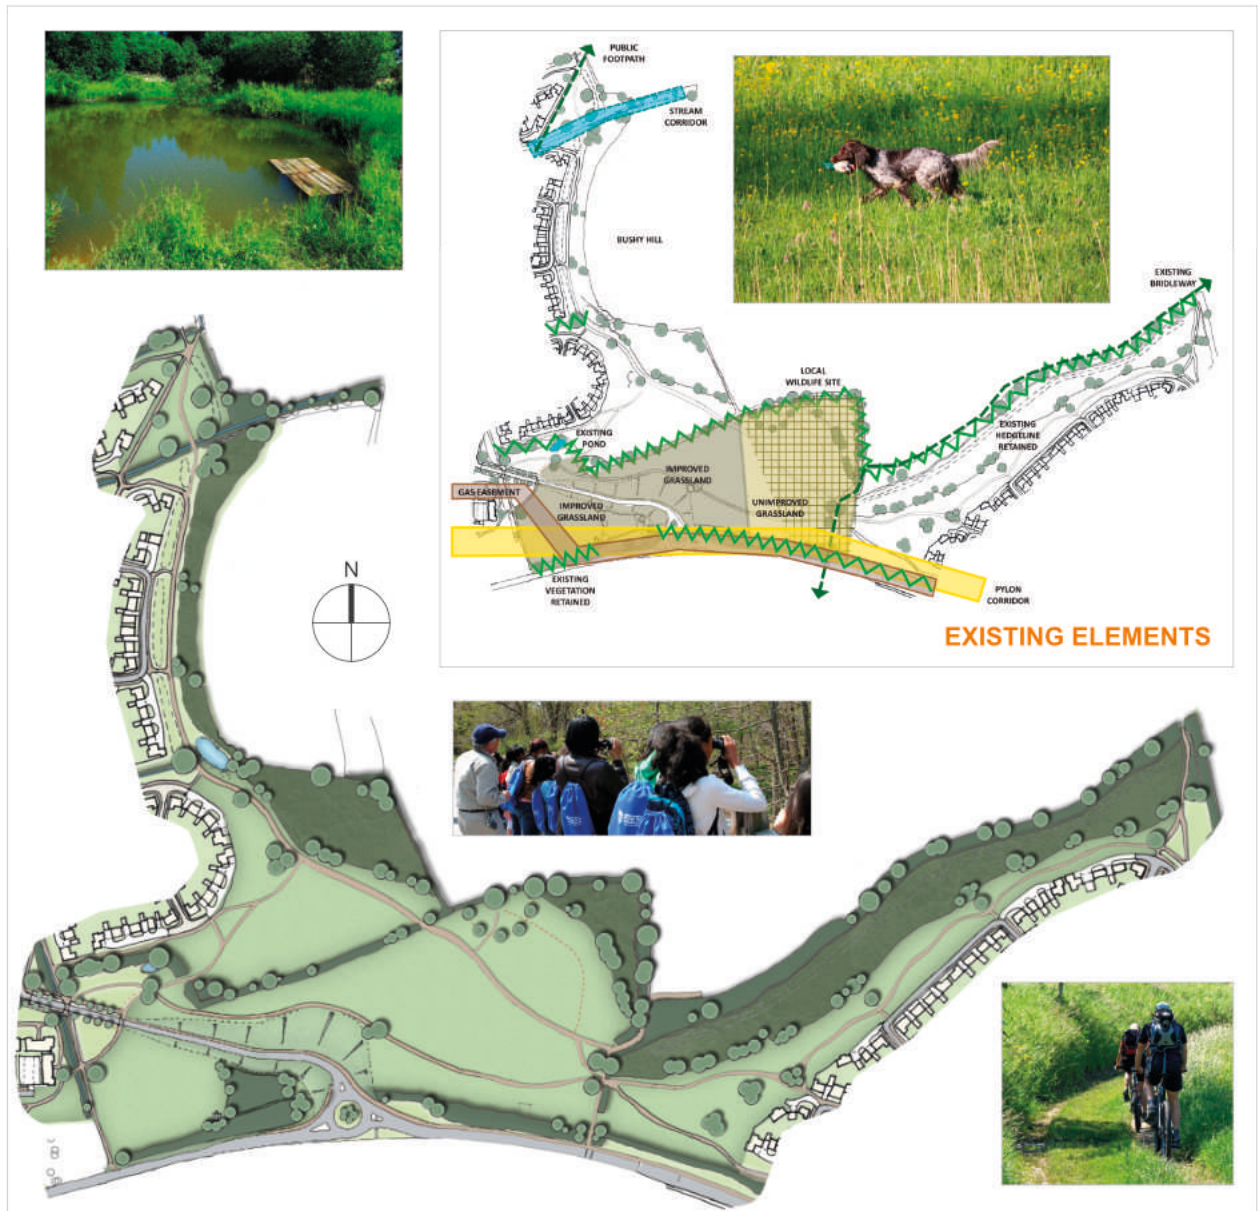 PUBLIC
FOOTPATH
STREAM
CORRIDOR
BUSHY HILL
EXISTING
BRIDLEWAY
LOCAL
WILDLIFE SITE
EXISTING
POND
EXISTING
HEDGELINE
RETAINED
IMPROVED
GRASSLAND
GAS EASEMENT
IMPROVED
GRASSLAND
UNIMPROVED
GRASSLAND
EXISTING
VEGETATION
RETAINED
PYLON
CORRIDOR
EXISTING ELEMENTS
N